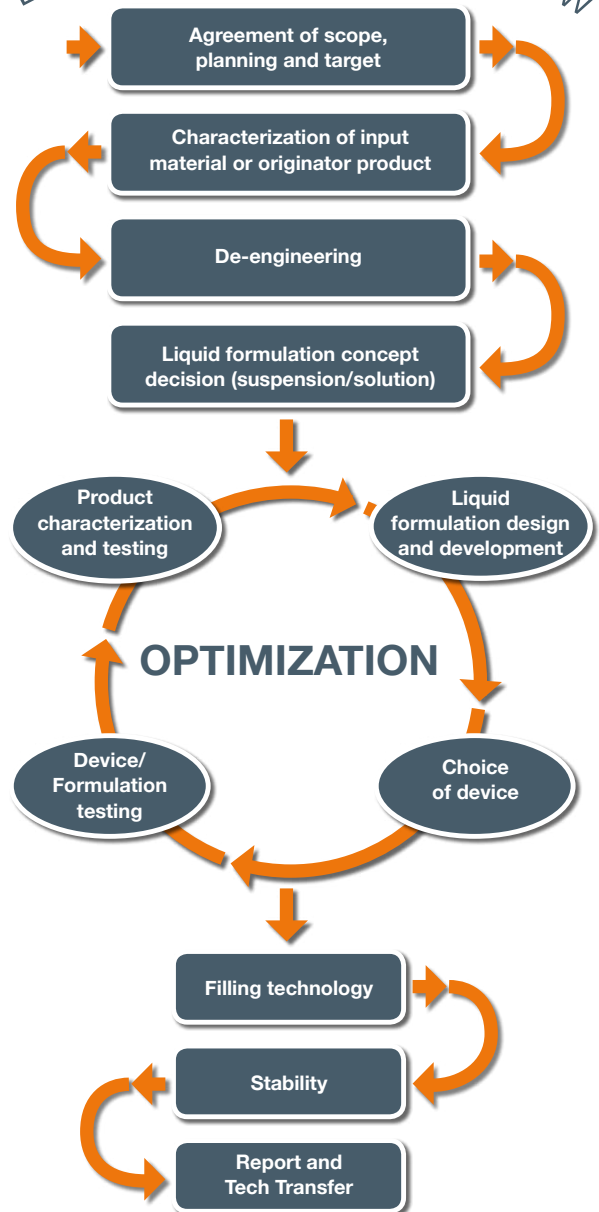 Agreement of scope,
planning and target
Characterization of input
material or originator product
De-engineering
Liquid formulation concept
decision (suspension/solution)
Product
characterization
and testing
Liquid
formulation design
and development
OPTIMIZATION
Device/
Formulation
testing
Choice
of device
Filling technology
Stability
Report and
Tech Transfer